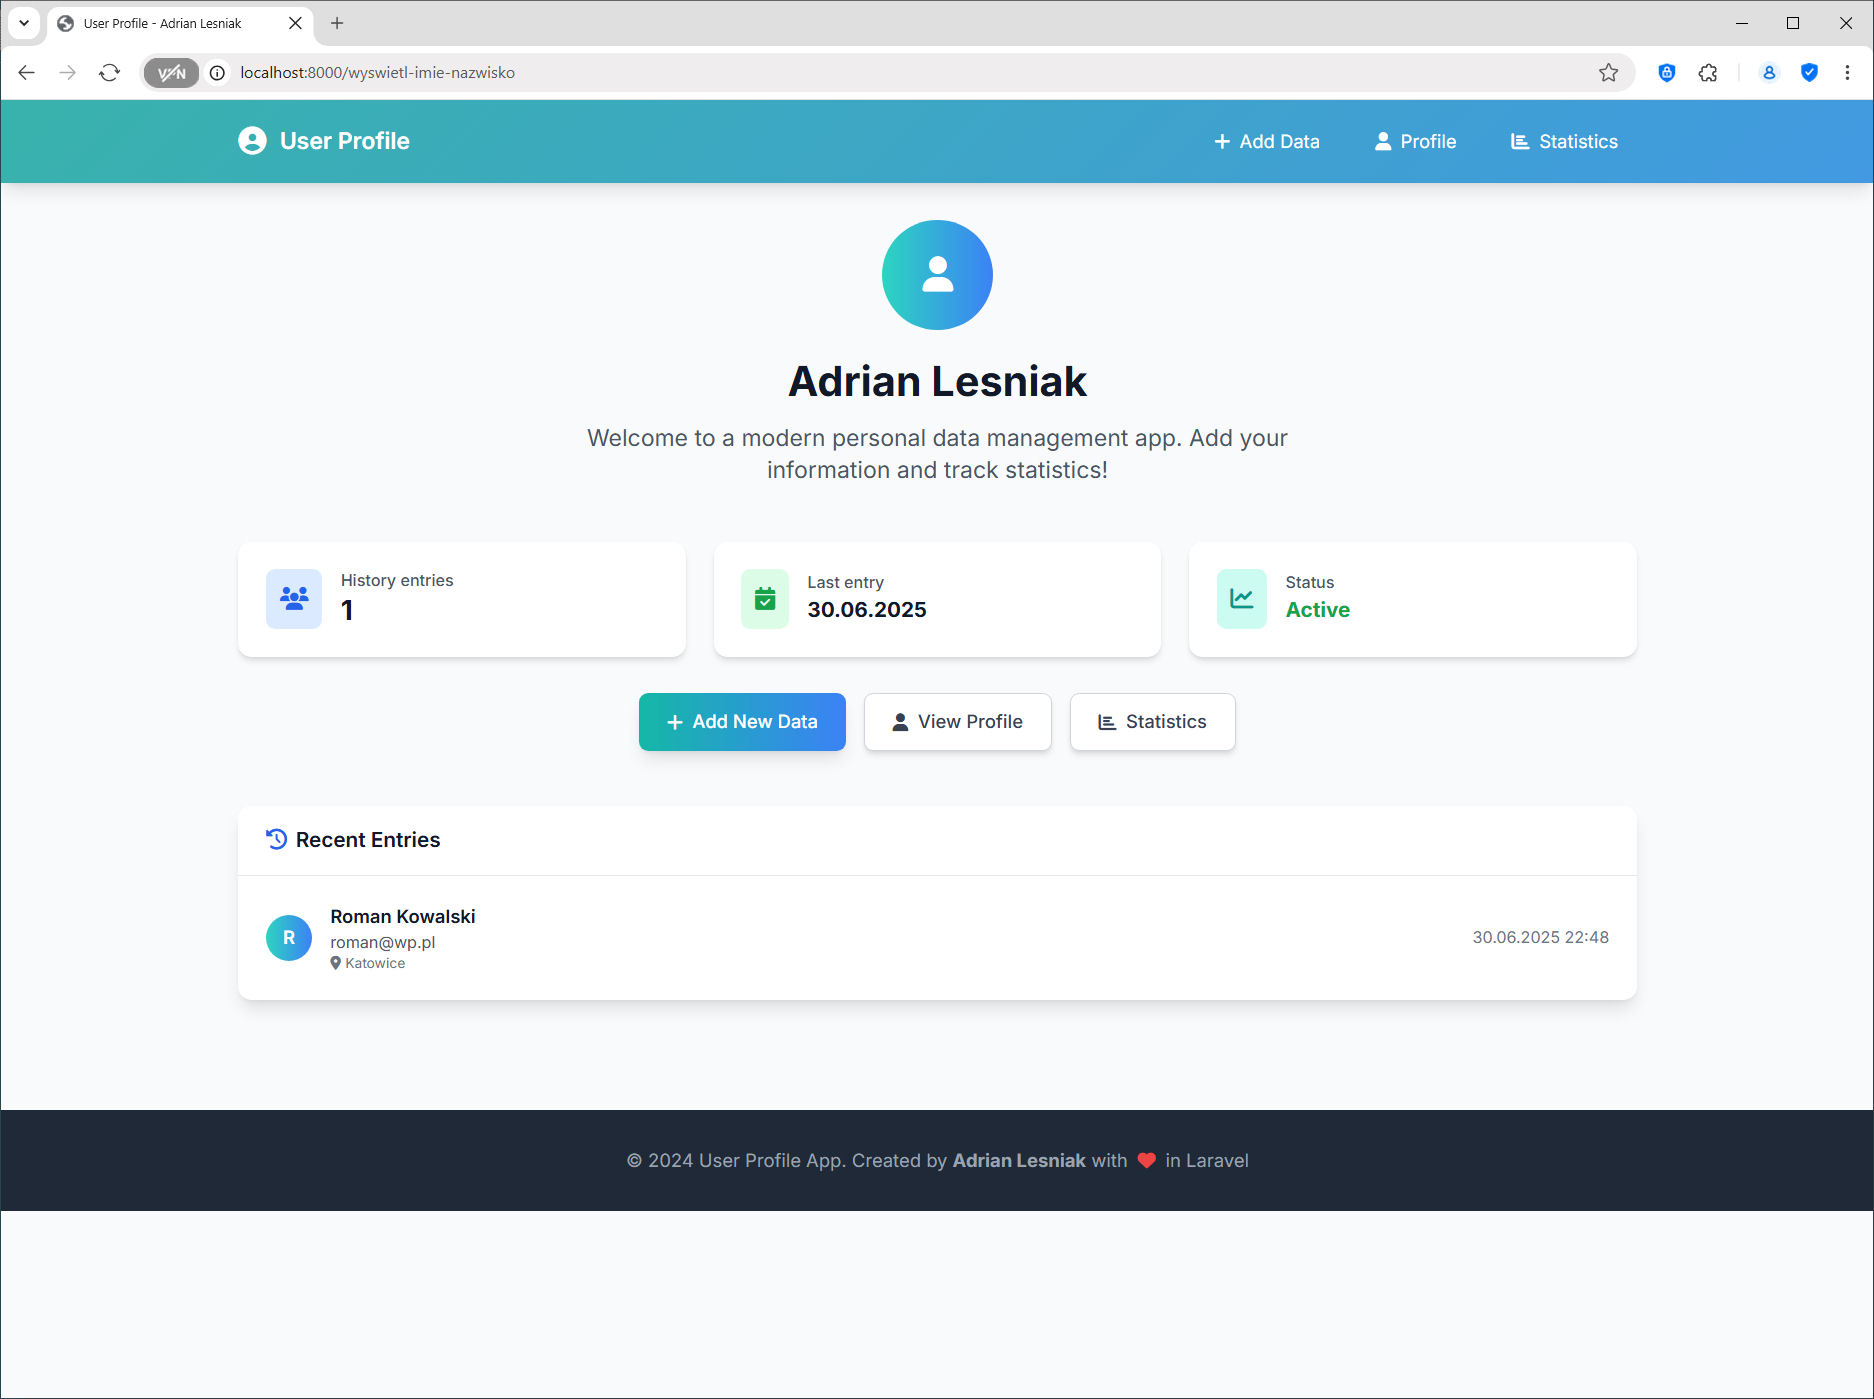 User Profile - Adrian Lesniak
VPN
localhost:8000/wyswietl-imie-nazwisko
User Profile
Add Data
Profile
Statistics
Adrian Lesniak
Welcome to a modern personal data management app. Add your
information and track statistics!
History entries
1
Last entry
30.06.2025
Status
Active
Add New Data
View Profile
Statistics
Recent Entries
R
Roman Kowalski
roman@wp.pl
Katowice
30.06.2025 22:48
© 2024 User Profile App. Created by Adrian Lesniak with ❤ in Laravel